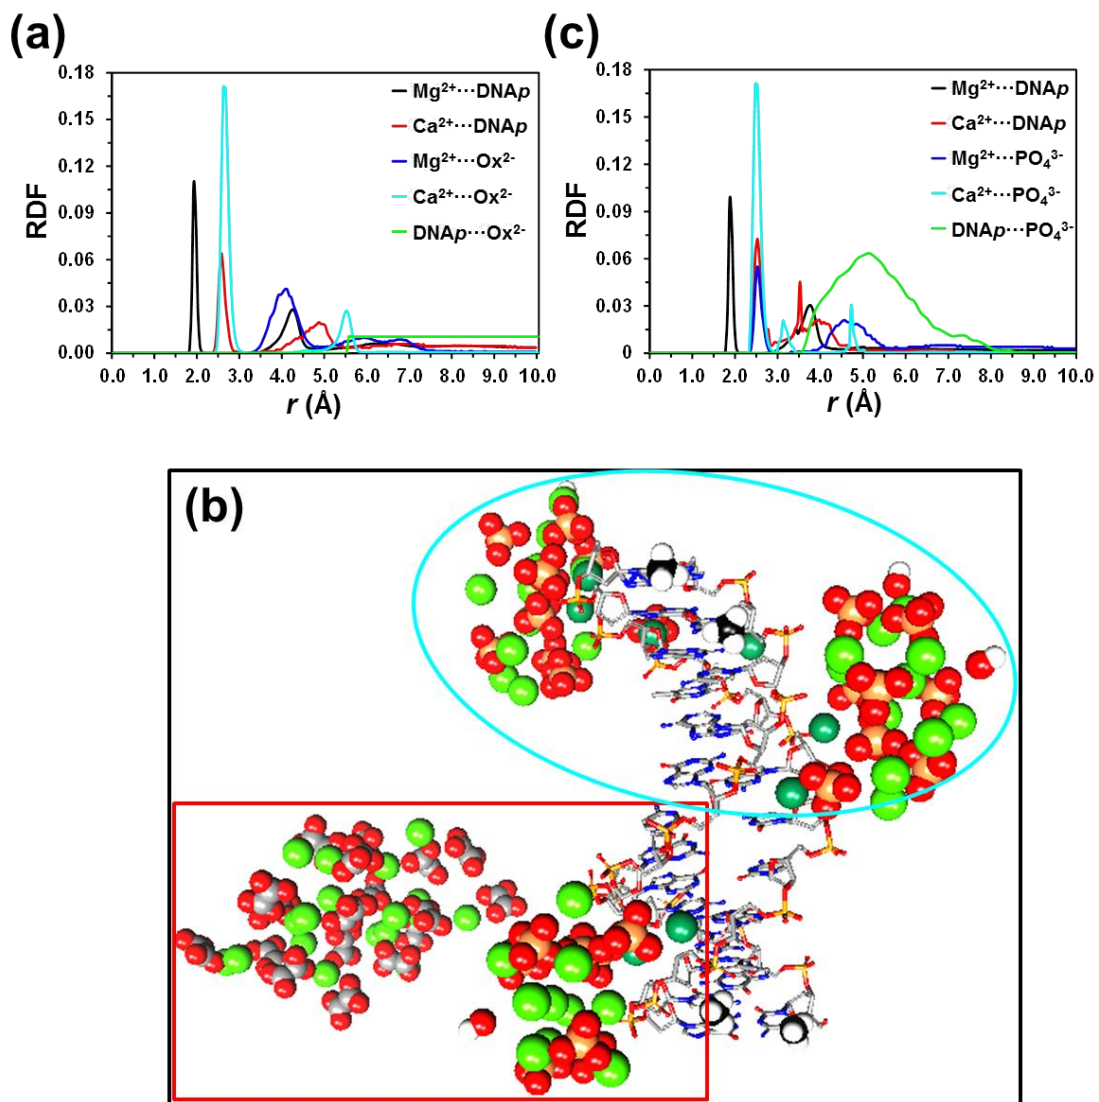 (a)
0.18
0.15
0.12
0.09
0.06
0.03
0.00
RDF
Mg²⁺···DNAp
Ca²⁺···DNAp
Mg²⁺···Ox²⁻
Ca²⁺···Ox²⁻
DNAp···Ox²⁻
0.0 1.0 2.0 3.0 4.0 5.0 6.0 7.0 8.0 9.0 10.0
r (Å)
(c)
0.18
0.15
0.12
0.09
0.06
0.03
0
RDF
Mg²⁺···DNAp
Ca²⁺···DNAp
Mg²⁺···PO₄³⁻
Ca²⁺···PO₄³⁻
DNAp···PO₄³⁻
0.0 1.0 2.0 3.0 4.0 5.0 6.0 7.0 8.0 9.0 10.0
r (Å)
(b)